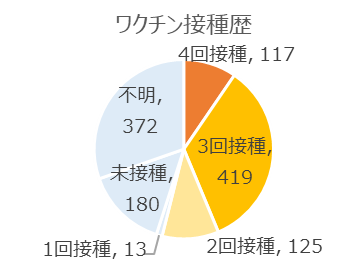 ワクチン接種歴
4回接種, 117
3回接種,
419
2回接種, 125
1回接種, 13
未接種,
180
不明,
372